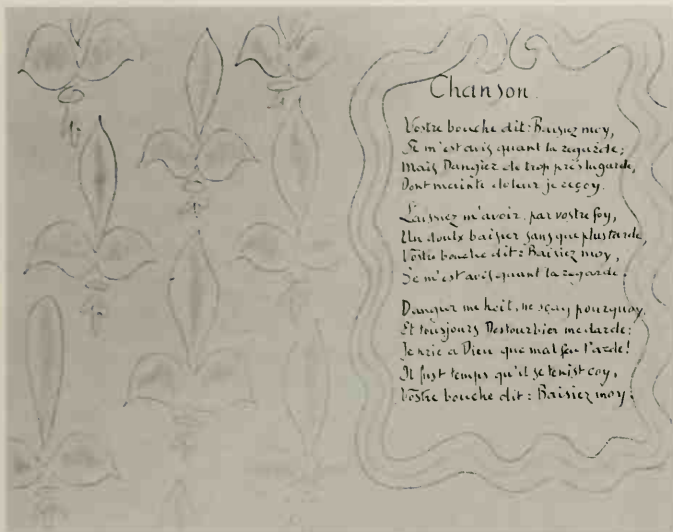 Chanson
Vostre bouche dit: Baisiez moy,
Se m'est avis quant la regarde;
Mais Dangier de trop près la garde,
Dont mainte doleur je reçoy.
Laissiez m'avoir, par vostre foy,
Un doulx baisier sans que plus tarde,
Vostre bouche dit: Baisiez moy,
Se m'est avis quant la regarde.
Dangier me heit, ne sçay pourquoy,
Et tousjours Destourbier me darde;
Je prie a Dieu que mal feu l'arde!
Il fust temps qu'il se tenist coy,
Vostre bouche dit: Baisiez moy.